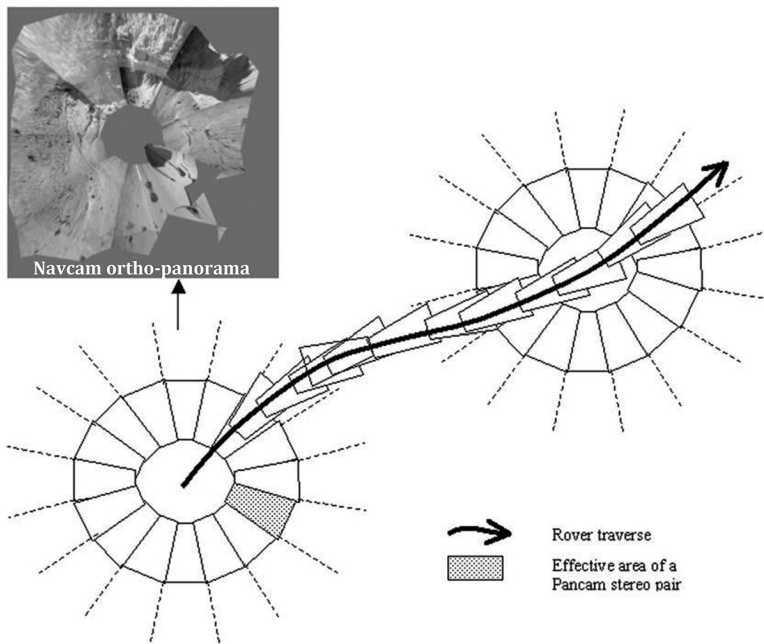 Navcam ortho-panorama
Rover traverse
Effective area of a
Pancam stereo pair